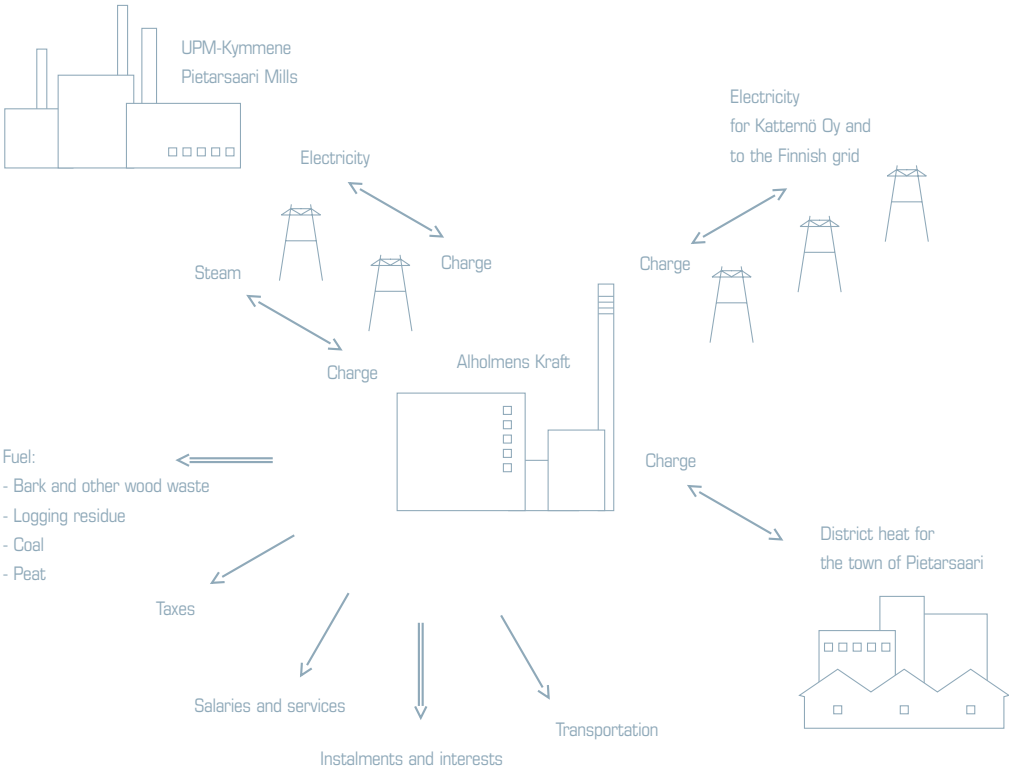 UPM-Kymmene
Pietarsaari Mills
Electricity
for Katternö Oy and
to the Finnish grid
Electricity
Charge
Charge
Steam
Charge
Alholmens Kraft
Fuel:
- Bark and other wood waste
- Logging residue
- Coal
- Peat
Charge
District heat for
the town of Pietarsaari
Taxes
Salaries and services
Transportation
Instalments and interests